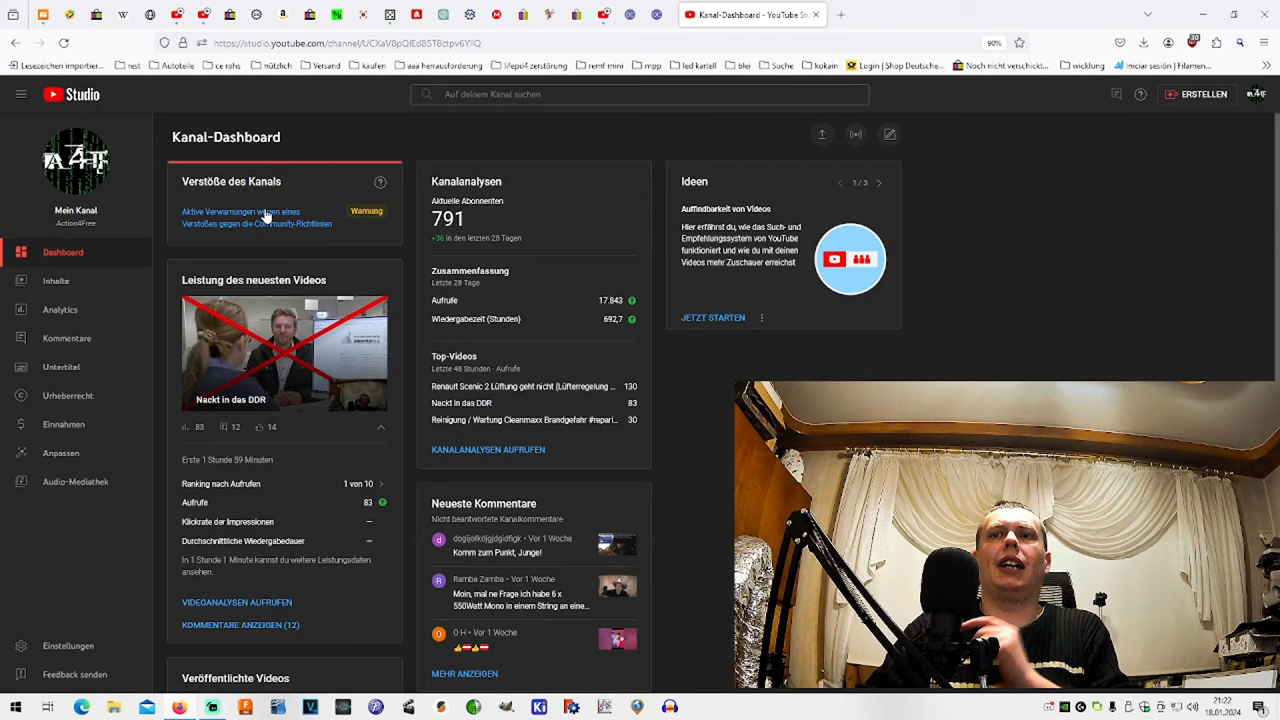 Kanal-Dashboard - YouTube St
https://studio.youtube.com/channel/UCXaV8pQIEd8ST8ctpv6YIIQ
90%
30
Lesezeichen importieren...
rest
Autoteile
ce rohs
nützlich
Versand
kaufen
aaa herausforderung
lifepo4 zerstörung
remf mini
mpp
led kartell
blei
Suche
kokain
Login | Shop Deutsche...
Noch nicht verschickt...
wicklung
Iniciar sesión | Filamen...
Studio
Auf deinem Kanal suchen
ERSTELLEN
A4F
Mein Kanal
Action4Free
Dashboard
Inhalte
Analytics
Kommentare
Untertitel
Urheberrecht
Einnahmen
Anpassen
Audio-Mediathek
Einstellungen
Feedback senden
Kanal-Dashboard
Verstöße des Kanals
Aktive Verwarnungen wegen eines
Verstoßes gegen die Community-Richtlinien
Warnung
Leistung des neuesten Videos
Nackt in das DDR
83
12
14
Erste 1 Stunde 59 Minuten
Ranking nach Aufrufen
1 von 10
Aufrufe
83
Klickrate der Impressionen
–
Durchschnittliche Wiedergabedauer
–
In 1 Stunde 1 Minute kannst du weitere Leistungsdaten
ansehen.
VIDEOANALYSEN AUFRUFEN
KOMMENTARE ANZEIGEN (12)
Veröffentlichte Videos
Kanalanalysen
Aktuelle Abonnenten
791
+36 in den letzten 28 Tagen
Zusammenfassung
Letzte 28 Tage
Aufrufe
17.843
Wiedergabezeit (Stunden)
692,7
Top-Videos
Letzte 48 Stunden · Aufrufe
Renault Scenic 2 Lüftung geht nicht (Lüfterregelung ...
130
Nackt in das DDR
83
Reinigung / Wartung Cleanmaxx Brandgefahr #repari...
30
KANALANALYSEN AUFRUFEN
Neueste Kommentare
Nicht beantwortete Kanalkommentare
dogijofkdjgjdgidfigk • Vor 1 Woche
Komm zum Punkt, Junge!
Ramba Zamba • Vor 1 Woche
Moin, mal ne Frage ich habe 6 x
550Watt Mono in einem String an eine...
O H • Vor 1 Woche
MEHR ANZEIGEN
Ideen
1 / 3
Auffindbarkeit von Videos
Hier erfährst du, wie das Such- und
Empfehlungssystem von YouTube
funktioniert und wie du mit deinen
Videos mehr Zuschauer erreichst
JETZT STARTEN
21:22
18.01.2024